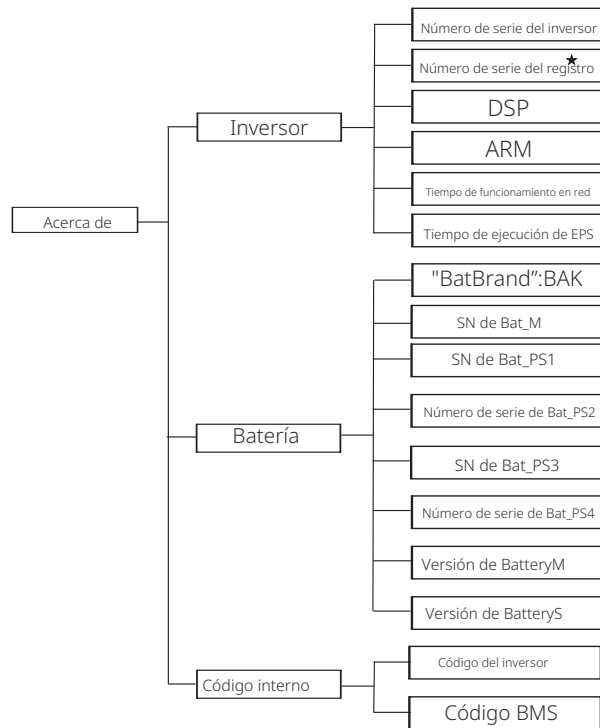 Acerca de
Inversor
Número de serie del inversor
Número de serie del registro
DSP
ARM
Tiempo de funcionamiento en red
Tiempo de ejecución de EPS
Batería
"BatBrand”:BAK
SN de Bat_M
SN de Bat_PS1
Número de serie de Bat_PS2
SN de Bat_PS3
Número de serie de Bat_PS4
Versión de BatteryM
Versión de BatteryS
Código interno
Código del inversor
Código BMS